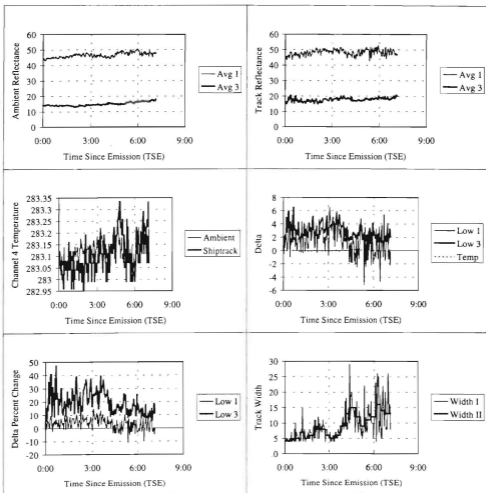 Ambient Reflectance
60
50
40
30
20
10
0
0:00 3:00 6:00 9:00
Time Since Emission (TSE)
Avg 1
Avg 3
Track Reflectance
60
50
40
30
20
10
0
0:00 3:00 6:00 9:00
Time Since Emission (TSE)
Avg 1
Avg 3
Channel 4 Temperature
283.35
283.3
283.25
283.2
283.15
283.1
283.05
283
282.95
0:00 3:00 6:00 9:00
Time Since Emission (TSE)
Ambient
Shiptrack
Delta
8
6
4
2
0
-2
-4
-6
0:00 3:00 6:00 9:00
Time Since Emission (TSE)
Low 1
Low 3
Temp
Delta Percent Change
50
40
30
20
10
0
-10
-20
0:00 3:00 6:00 9:00
Time Since Emission (TSE)
Low 1
Low 3
Track Width
30
25
20
15
10
5
0
0:00 3:00 6:00 9:00
Time Since Emission (TSE)
Width I
Width II